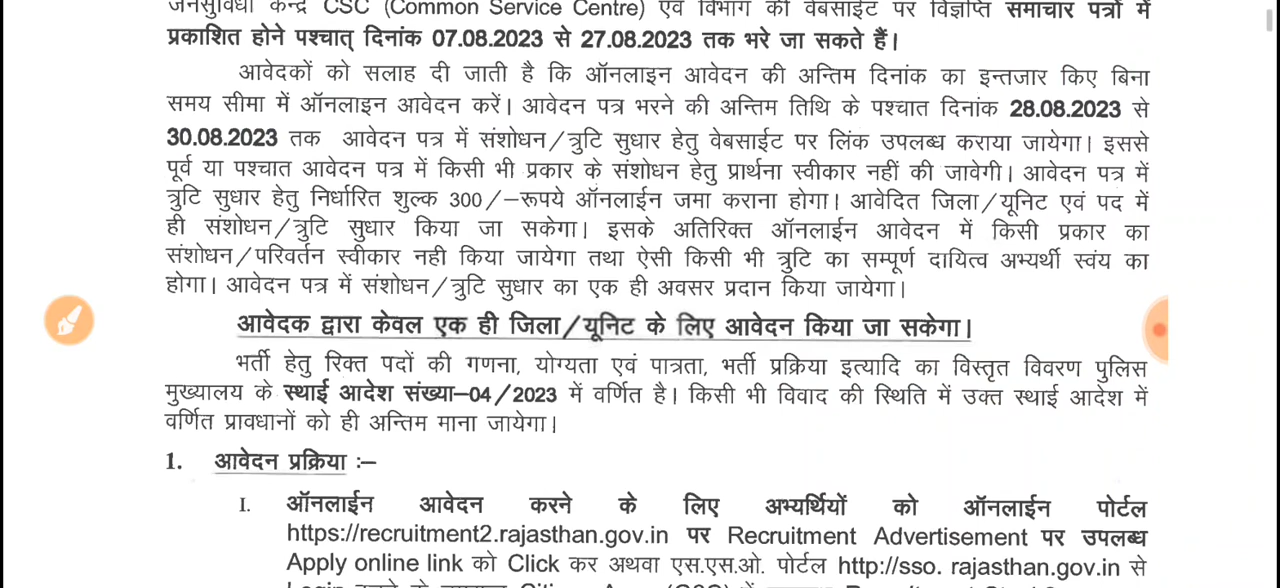 जनसुविधा केन्द्र CSC (Common Service Centre) एवं विभाग की वेबसाईट पर विज्ञप्ति समाचार पत्रों में
प्रकाशित होने पश्चात् दिनांक 07.08.2023 से 27.08.2023 तक भरे जा सकते हैं।
आवेदकों को सलाह दी जाती है कि ऑनलाइन आवेदन की अन्तिम दिनांक का इन्तजार किए बिना
समय सीमा में ऑनलाइन आवेदन करें। आवेदन पत्र भरने की अन्तिम तिथि के पश्चात दिनांक 28.08.2023 से
30.08.2023 तक आवेदन पत्र में संशोधन/त्रुटि सुधार हेतु वेबसाईट पर लिंक उपलब्ध कराया जायेगा। इससे
पूर्व या पश्चात आवेदन पत्र में किसी भी प्रकार के संशोधन हेतु प्रार्थना स्वीकार नहीं की जावेगी। आवेदन पत्र में
त्रुटि सुधार हेतु निर्धारित शुल्क 300/–रूपये ऑनलाईन जमा कराना होगा। आवेदित जिला/यूनिट एवं पद में
ही संशोधन/त्रुटि सुधार किया जा सकेगा। इसके अतिरिक्त ऑनलाईन आवेदन में किसी प्रकार का
संशोधन/परिवर्तन स्वीकार नही किया जायेगा तथा ऐसी किसी भी त्रुटि का सम्पूर्ण दायित्व अभ्यर्थी स्वंय का
होगा। आवेदन पत्र में संशोधन/त्रुटि सुधार का एक ही अवसर प्रदान किया जायेगा।
आवेदक द्वारा केवल एक ही जिला/यूनिट के लिए आवेदन किया जा सकेगा।
भर्ती हेतु रिक्त पदों की गणना, योग्यता एवं पात्रता, भर्ती प्रक्रिया इत्यादि का विस्तृत विवरण पुलिस
मुख्यालय के स्थाई आदेश संख्या–04/2023 में वर्णित है। किसी भी विवाद की स्थिति में उक्त स्थाई आदेश में
वर्णित प्रावधानों को ही अन्तिम माना जायेगा।
1. आवेदन प्रक्रिया :–
I. ऑनलाईन आवेदन करने के लिए अभ्यर्थियों को ऑनलाईन पोर्टल
https://recruitment2.rajasthan.gov.in पर Recruitment Advertisement पर उपलब्ध
Apply online link को Click कर अथवा एस.एस.ओ. पोर्टल http://sso. rajasthan.gov.in से